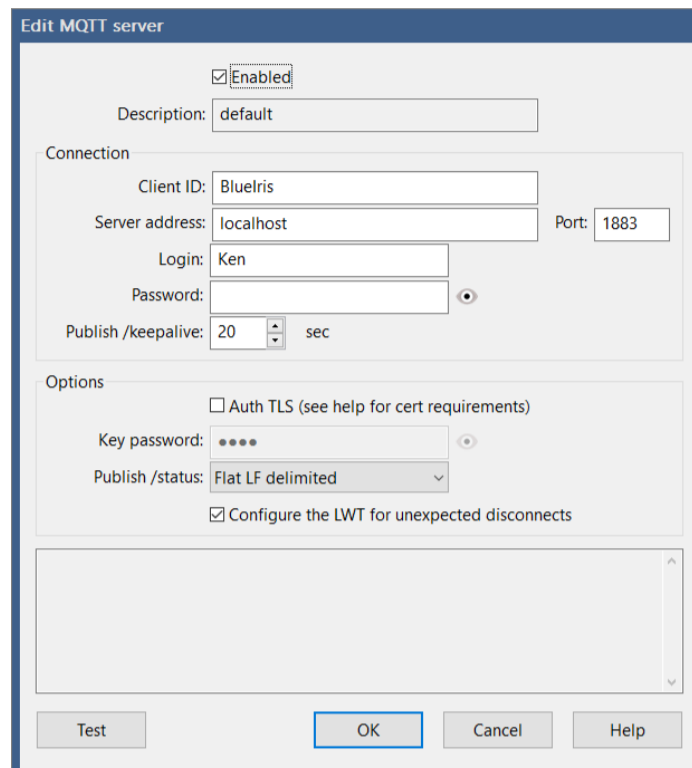 Edit MQTT server
Enabled
Description: default
Connection
Client ID: BlueIris
Server address: localhost Port: 1883
Login: Ken
Password:
Publish /keepalive: 20 sec
Options
Auth TLS (see help for cert requirements)
Key password: ●●●●
Publish /status: Flat LF delimited
Configure the LWT for unexpected disconnects
Test OK Cancel Help